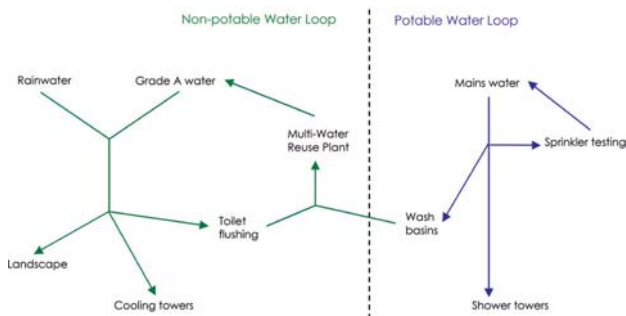 Non-potable Water Loop
Potable Water Loop
Rainwater
Grade A water
Mains water
Multi-Water
Reuse Plant
Sprinkler testing
Toilet
flushing
Wash
basins
Landscape
Cooling towers
Shower towers